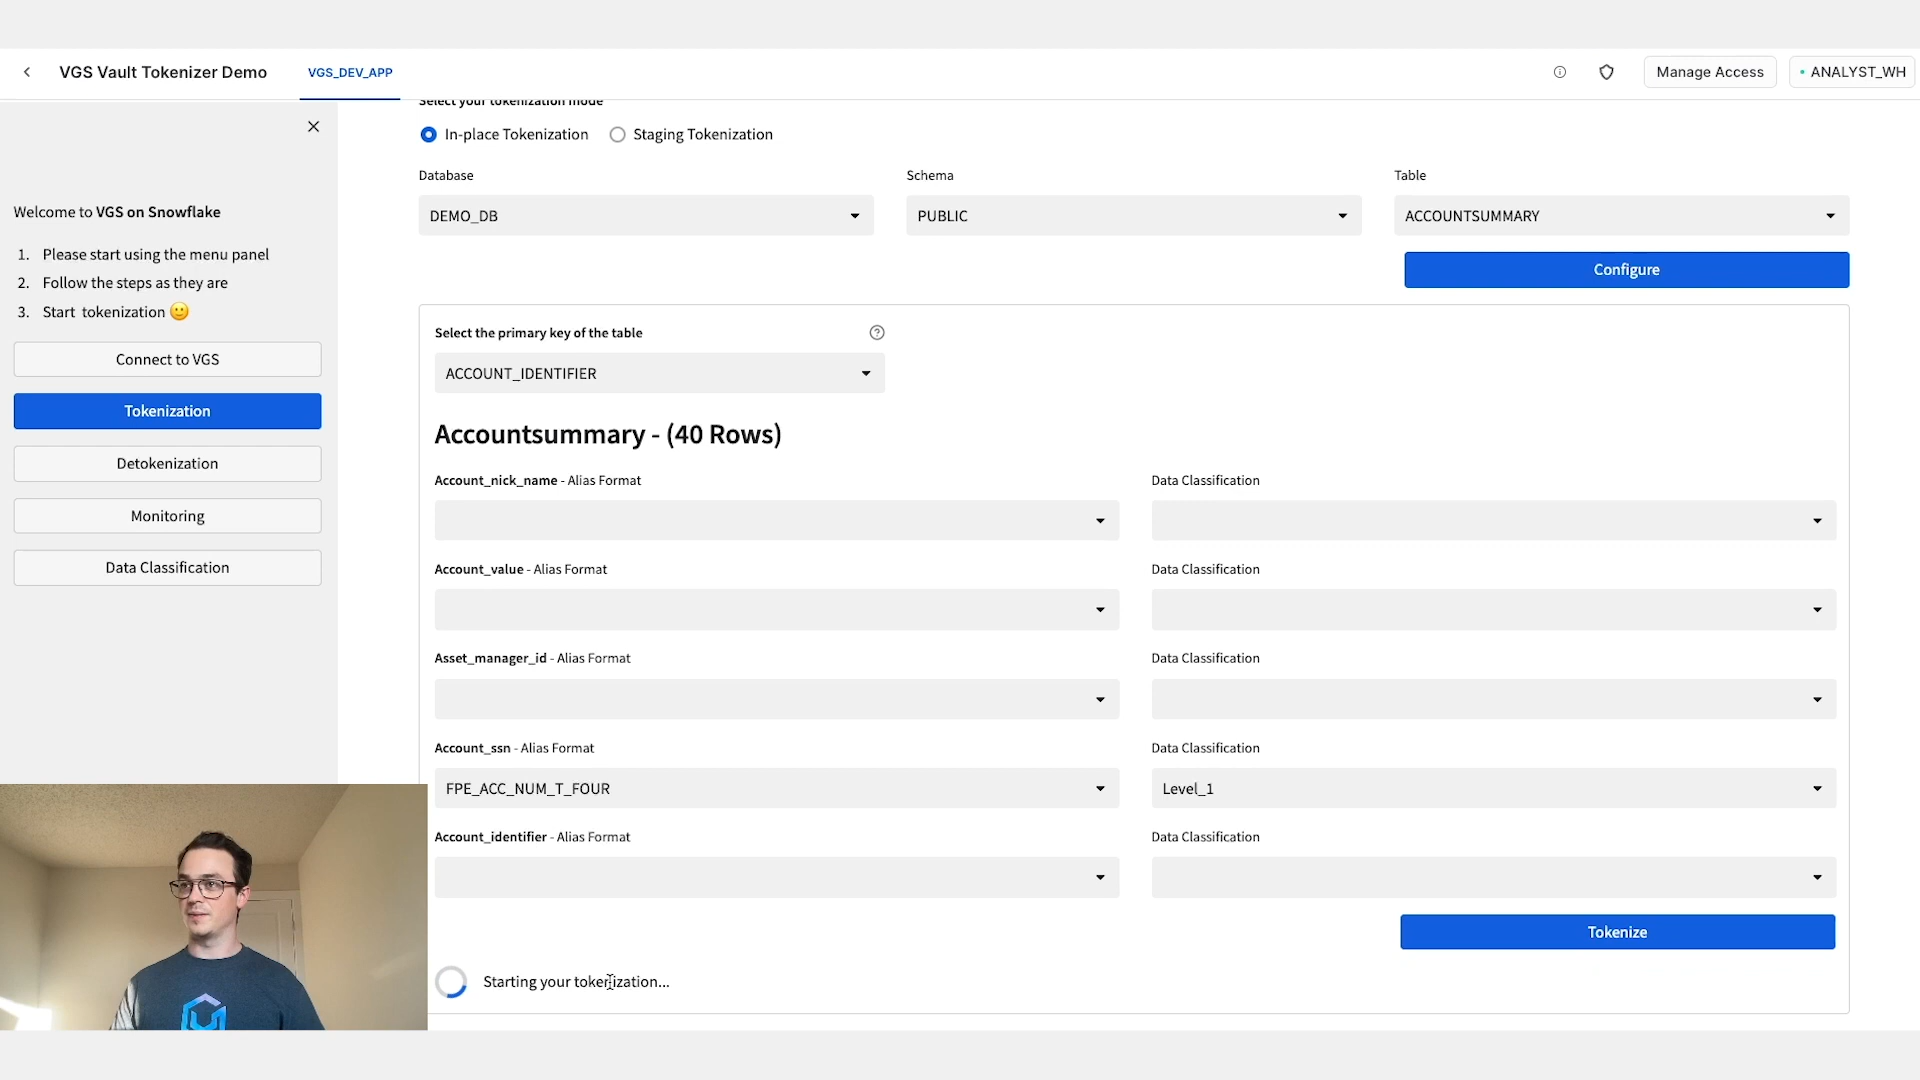 VGS Vault Tokenizer Demo
VGS_DEV_APP
Manage Access
ANALYST_WH
Welcome to VGS on Snowflake
1. Please start using the menu panel
2. Follow the steps as they are
3. Start tokenization 🙂
Connect to VGS
Tokenization
Detokenization
Monitoring
Data Classification
Select your tokenization mode
In-place Tokenization
Staging Tokenization
Database
Schema
Table
DEMO_DB
PUBLIC
ACCOUNTSUMMARY
Configure
Select the primary key of the table
ACCOUNT_IDENTIFIER
Accountsummary - (40 Rows)
Account_nick_name - Alias Format
Data Classification
Account_value - Alias Format
Data Classification
Asset_manager_id - Alias Format
Data Classification
Account_ssn - Alias Format
Data Classification
FPE_ACC_NUM_T_FOUR
Level_1
Account_identifier - Alias Format
Data Classification
Tokenize
Starting your tokenization...